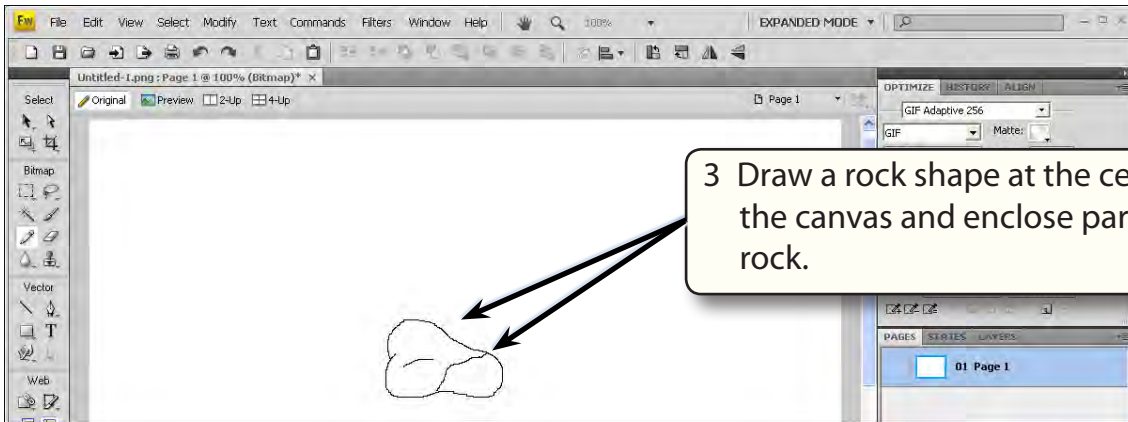 Fw File Edit View Select Modify Text Commands Filters Window Help 100% EXPANDED MODE
Untitled-1.png : Page 1 @ 100% (Bitmap)* ×
Select Original Preview 2-Up 4-Up Page 1
OPTIMIZE HISTORY ALIGN
GIF Adaptive 256
GIF Matte:
Bitmap
3 Draw a rock shape at the ce
the canvas and enclose par
rock.
Vector
T
PAGES STATES LAYERS
01 Page 1
Web